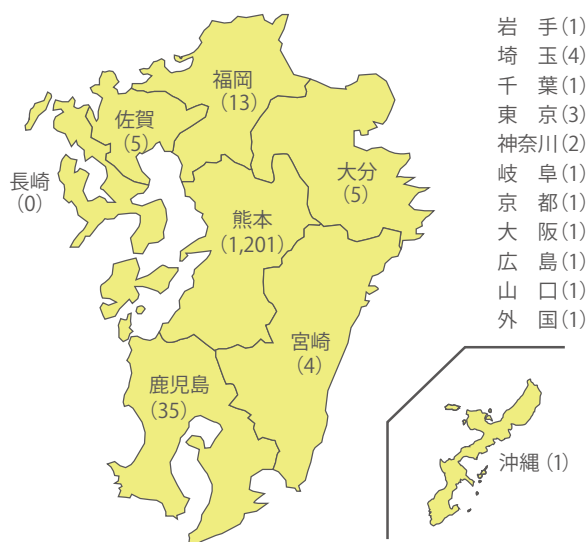 福岡
(13)
佐賀
(5)
長崎
(0)
大分
(5)
熊本
(1,201)
宮崎
(4)
鹿児島
(35)
沖縄 (1)
岩　手 (1)
埼　玉 (4)
千　葉 (1)
東　京 (3)
神奈川 (2)
岐　阜 (1)
京　都 (1)
大　阪 (1)
広　島 (1)
山　口 (1)
外　国 (1)